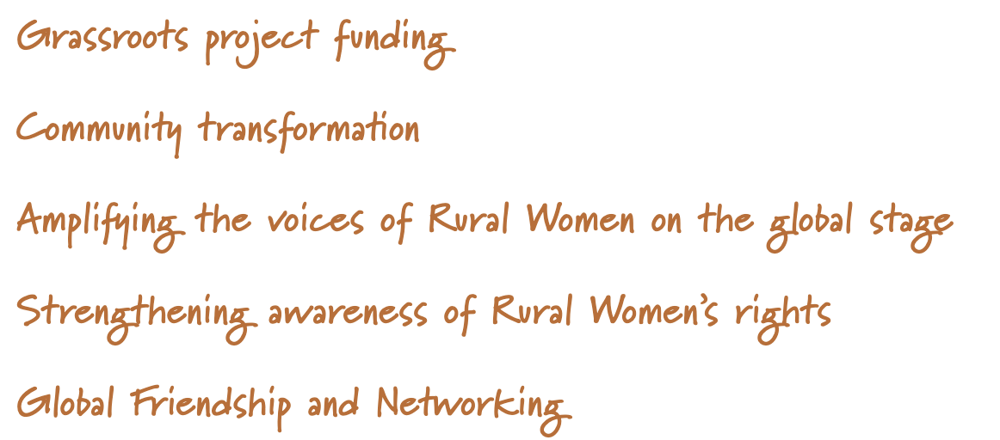 Grassroots project funding
Community transformation
Amplifying the voices of Rural Women on the global stage
Strengthening awareness of Rural Women’s rights
Global Friendship and Networking